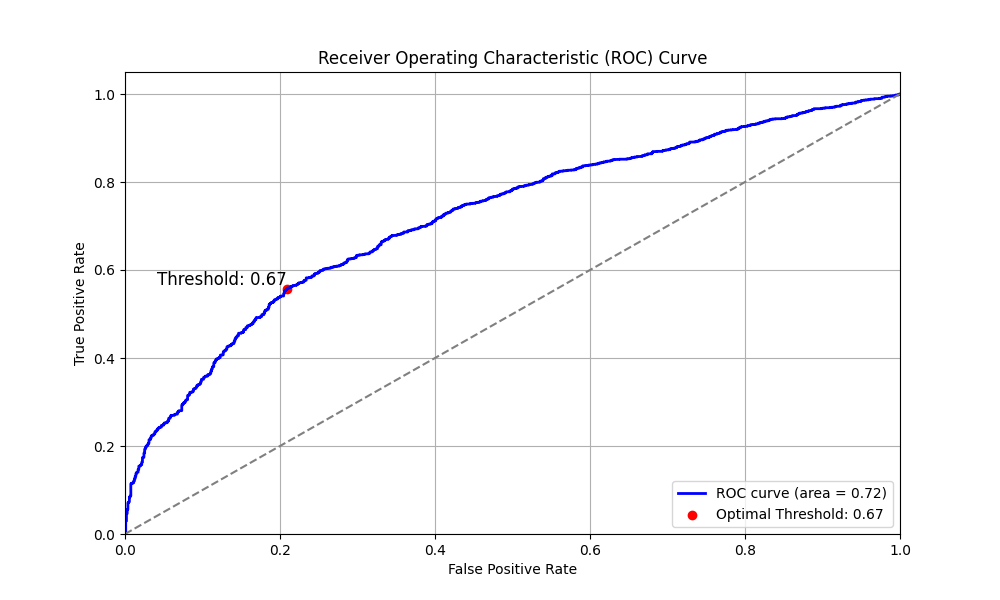 Receiver Operating Characteristic (ROC) Curve
1.0
0.8
0.6
0.4
0.2
0.0
True Positive Rate
Threshold: 0.67
ROC curve (area = 0.72)
Optimal Threshold: 0.67
0.0 0.2 0.4 0.6 0.8 1.0
False Positive Rate